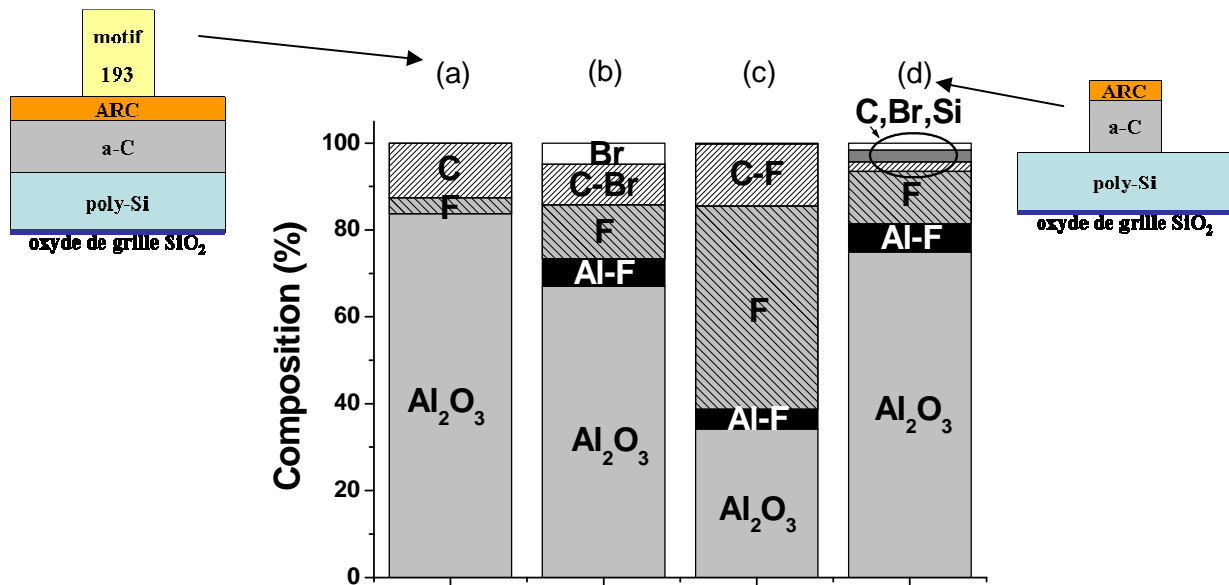 motif
193
ARC
a-C
poly-Si
oxyde de grille SiO₂
(a)
(b)
(c)
(d)
C,Br,Si
ARC
a-C
poly-Si
oxyde de grille SiO₂
Composition (%)
100
80
60
40
20
0
C
F
Al₂O₃
Br
C-Br
F
Al-F
Al₂O₃
C-F
F
Al-F
Al₂O₃
F
Al-F
Al₂O₃